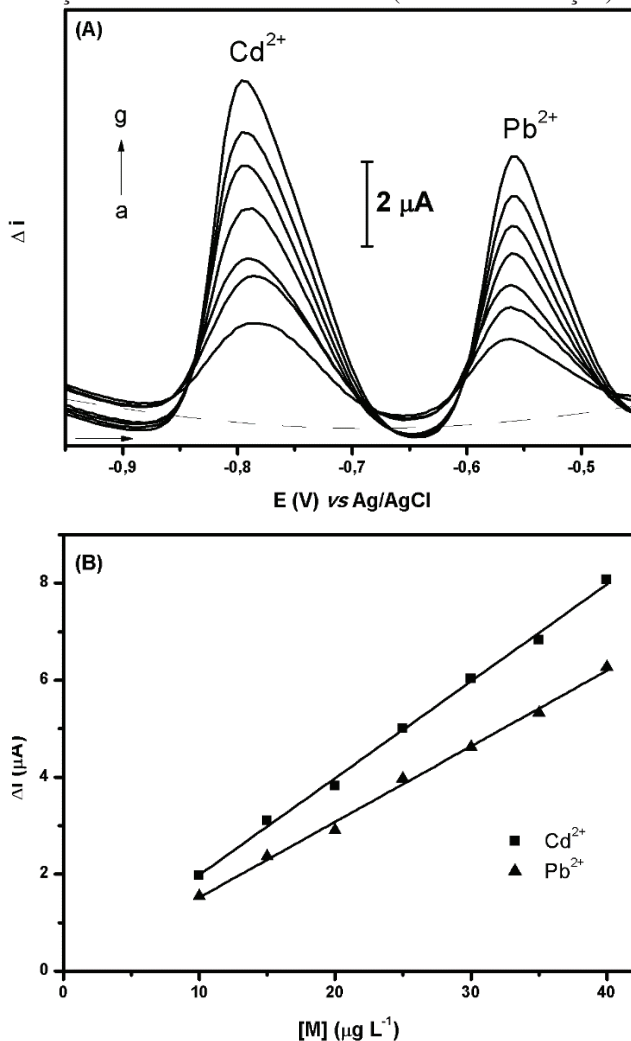 (A)
Cd²⁺
Pb²⁺
g
a
2 µA
Δ i
-0,9 -0,8 -0,7 -0,6 -0,5
E (V) vs Ag/AgCl
(B)
8
6
4
2
0
Δi (µA)
Cd²⁺
Pb²⁺
0 10 20 30 40
[M] (µg L⁻¹)